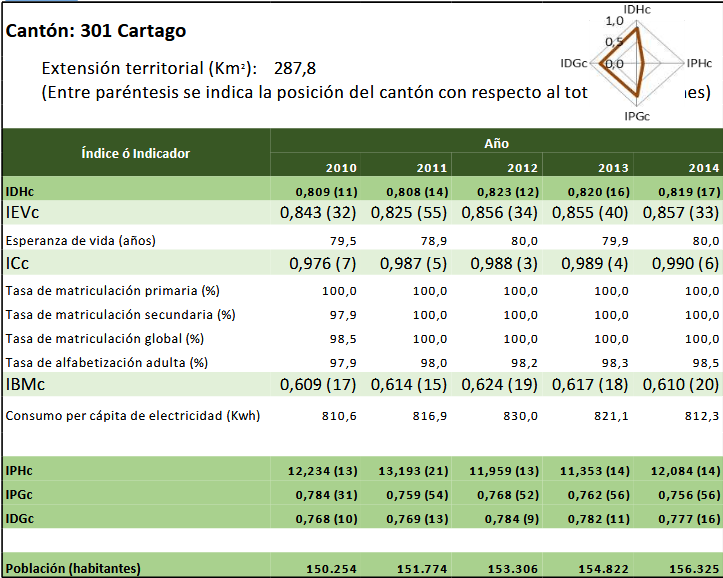 IDHc
1,0
0,5
0,0
IDGc
IPHc
IPGc
Cantón: 301 Cartago
Extensión territorial (Km²): 287,8
(Entre paréntesis se indica la posición del cantón con respecto al tot es)
Índice ó Indicador Año
2010 2011 2012 2013 2014
IDHc 0,809 (11) 0,808 (14) 0,823 (12) 0,820 (16) 0,819 (17)
IEVc 0,843 (32) 0,825 (55) 0,856 (34) 0,855 (40) 0,857 (33)
Esperanza de vida (años) 79,5 78,9 80,0 79,9 80,0
ICc 0,976 (7) 0,987 (5) 0,988 (3) 0,989 (4) 0,990 (6)
Tasa de matriculación primaria (%) 100,0 100,0 100,0 100,0 100,0
Tasa de matriculación secundaria (%) 97,9 100,0 100,0 100,0 100,0
Tasa de matriculación global (%) 98,5 100,0 100,0 100,0 100,0
Tasa de alfabetización adulta (%) 97,9 98,0 98,2 98,3 98,5
IBMc 0,609 (17) 0,614 (15) 0,624 (19) 0,617 (18) 0,610 (20)
Consumo per cápita de electricidad (Kwh) 810,6 816,9 830,0 821,1 812,3
IPHc 12,234 (13) 13,193 (21) 11,959 (13) 11,353 (14) 12,084 (14)
IPGc 0,784 (31) 0,759 (54) 0,768 (52) 0,762 (56) 0,756 (56)
IDGc 0,768 (10) 0,769 (13) 0,784 (9) 0,782 (11) 0,777 (16)
Población (habitantes) 150.254 151.774 153.306 154.822 156.325